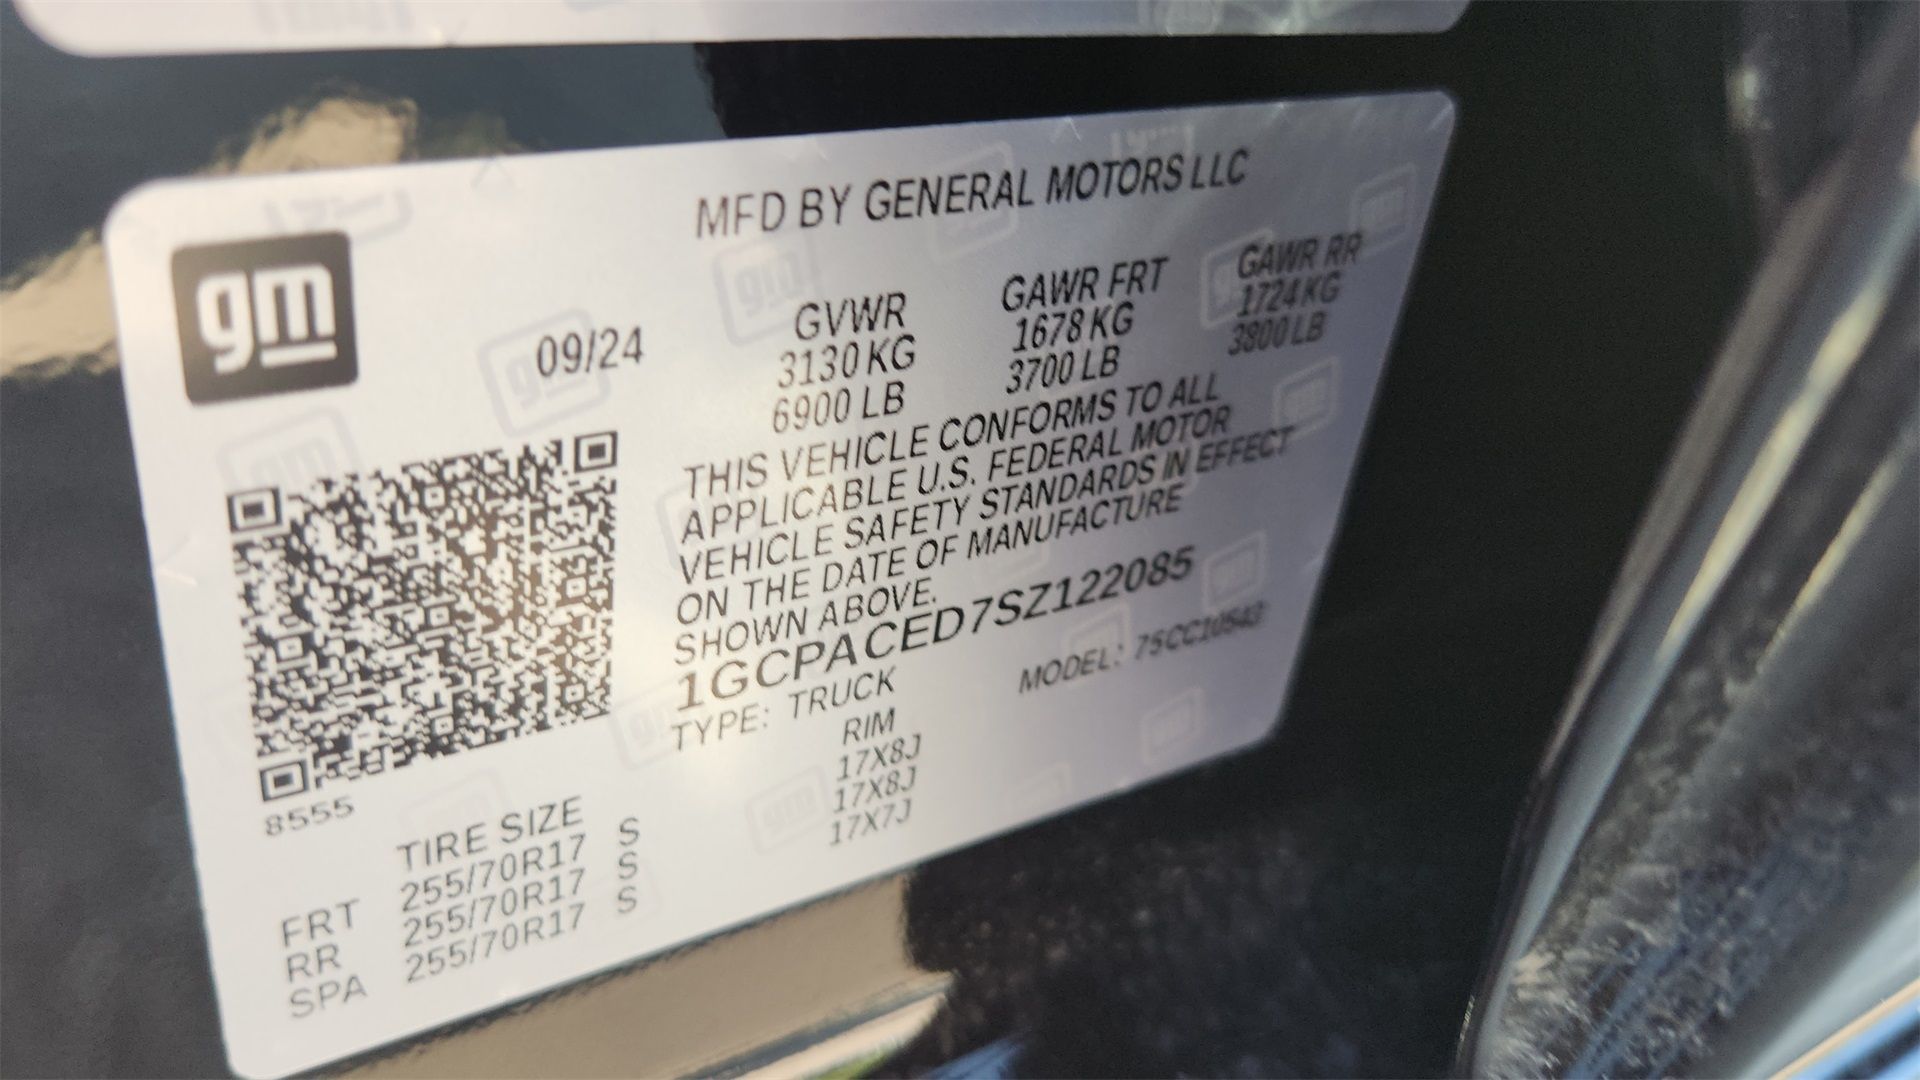 gm
MFD BY GENERAL MOTORS LLC
09/24
GVWR
3130 KG
6900 LB
GAWR FRT
1678 KG
3700 LB
GAWR RR
1724 KG
3800 LB
THIS VEHICLE CONFORMS TO ALL
APPLICABLE U.S. FEDERAL MOTOR
VEHICLE SAFETY STANDARDS IN EFFECT
ON THE DATE OF MANUFACTURE
SHOWN ABOVE.
1GCPACED7SZ122085
TYPE: TRUCK
MODEL: 75CC10543
8555
TIRE SIZE RIM
FRT 255/70R17 S 17X8J
RR 255/70R17 S 17X8J
SPA 255/70R17 S 17X7J